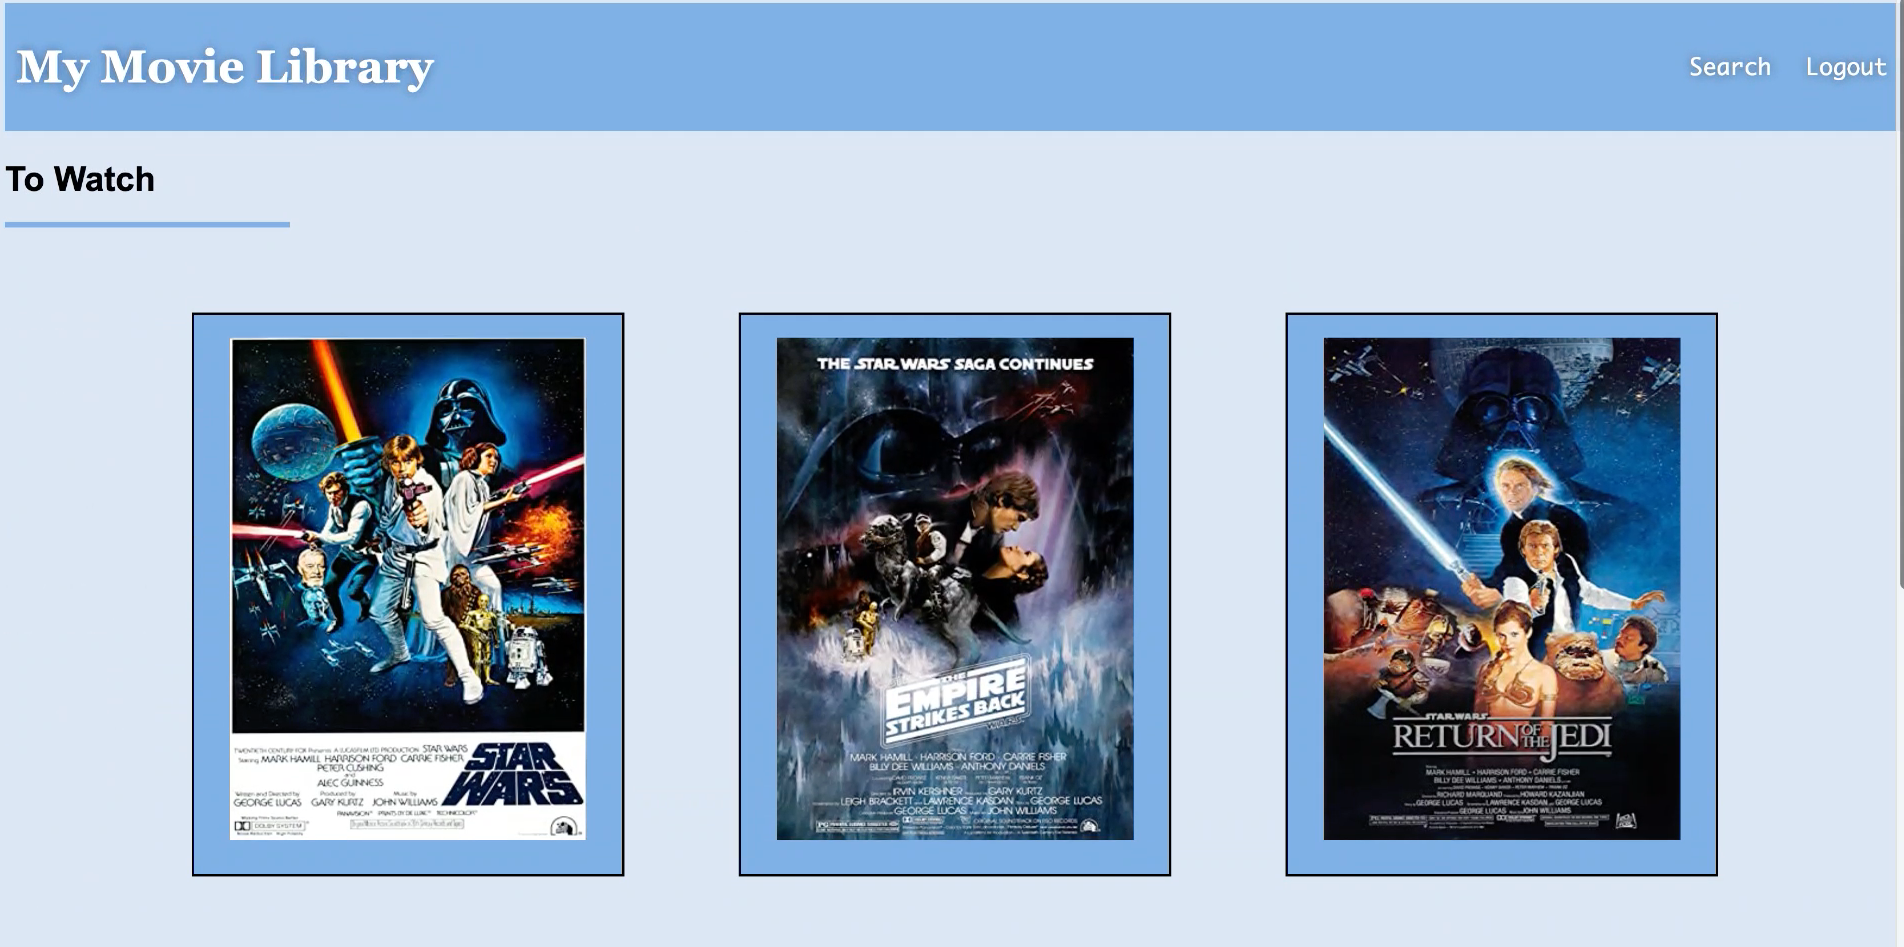 My Movie Library
Search Logout
To Watch
TWENTIETH CENTURY-FOX Presents A LUCASFILM LTD PRODUCTION STAR WARS
Starring MARK HAMILL HARRISON FORD CARRIE FISHER
PETER CUSHING
and
ALEC GUINNESS
Written and Directed by
GEORGE LUCAS
Produced by
GARY KURTZ
Music by
JOHN WILLIAMS
PANAVISION PRINTS BY DE LUXE TECHNICOLOR
DOLBY SYSTEM
STAR
WARS
THE STAR WARS SAGA CONTINUES
THE
EMPIRE
STRIKES BACK
MARK HAMILL · HARRISON FORD · CARRIE FISHER
BILLY DEE WILLIAMS · ANTHONY DANIELS
IRVIN KERSHNER GARY KURTZ
LEIGH BRACKETT LAWRENCE KASDAN GEORGE LUCAS
GEORGE LUCAS JOHN WILLIAMS
STAR WARS
RETURN OF THE JEDI
MARK HAMILL · HARRISON FORD · CARRIE FISHER
BILLY DEE WILLIAMS · ANTHONY DANIELS
RICHARD MARQUAND HOWARD KAZANJIAN
GEORGE LUCAS LAWRENCE KASDAN GEORGE LUCAS
GEORGE LUCAS JOHN WILLIAMS